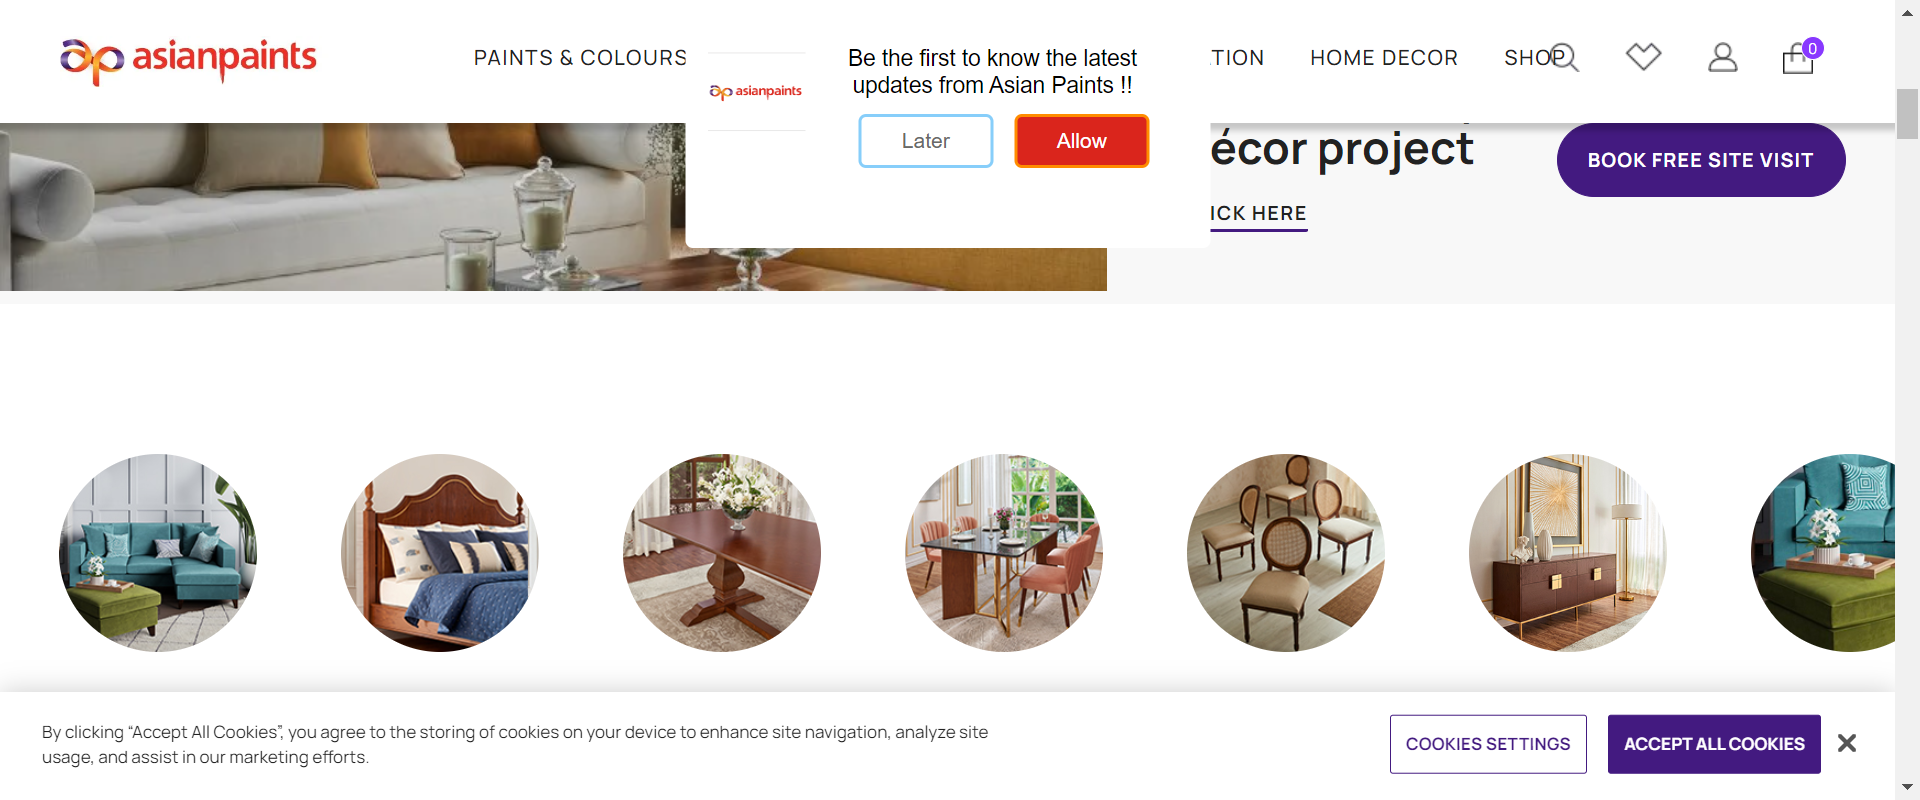 asianpaints
PAINTS & COLOURS
TION
HOME DECOR
SHOP
0
asianpaints
Be the first to know the latest
updates from Asian Paints !!
Later
Allow
écor project
ICK HERE
BOOK FREE SITE VISIT
By clicking “Accept All Cookies”, you agree to the storing of cookies on your device to enhance site navigation, analyze site
usage, and assist in our marketing efforts.
COOKIES SETTINGS
ACCEPT ALL COOKIES